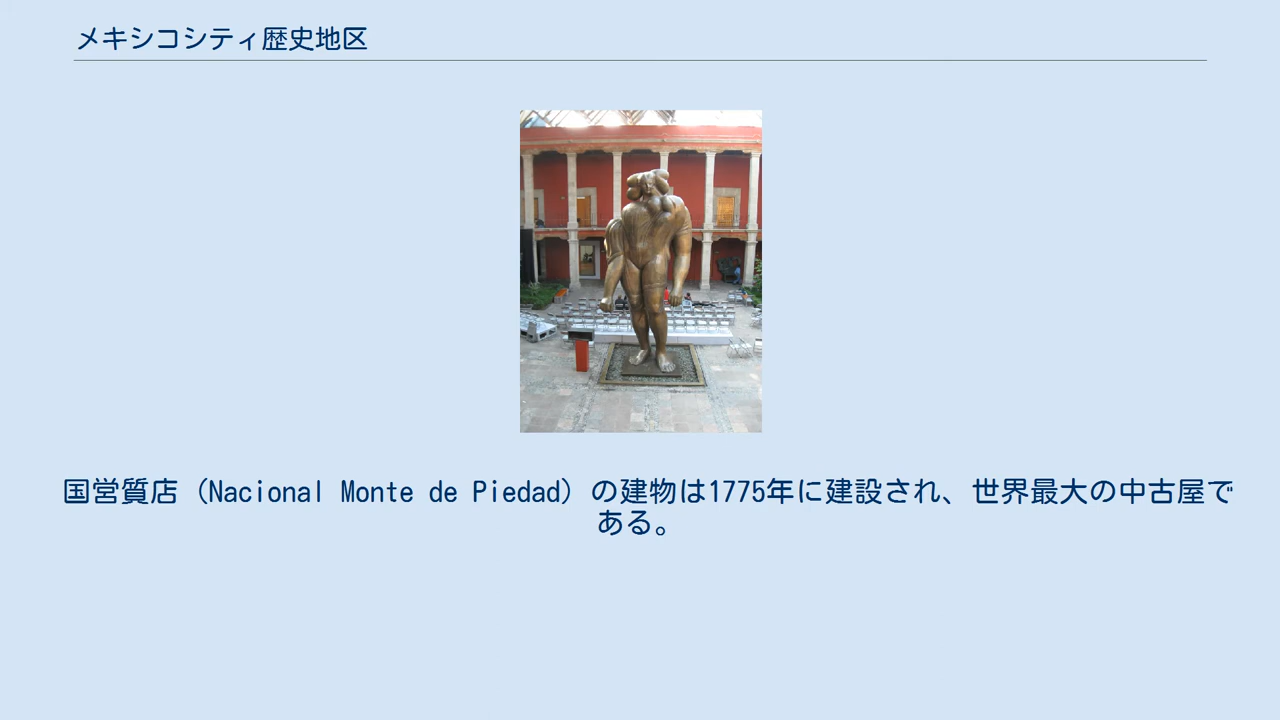 メキシコシティ歴史地区
国営質店（Nacional Monte de Piedad）の建物は1775年に建設され、世界最大の中古屋で
ある。